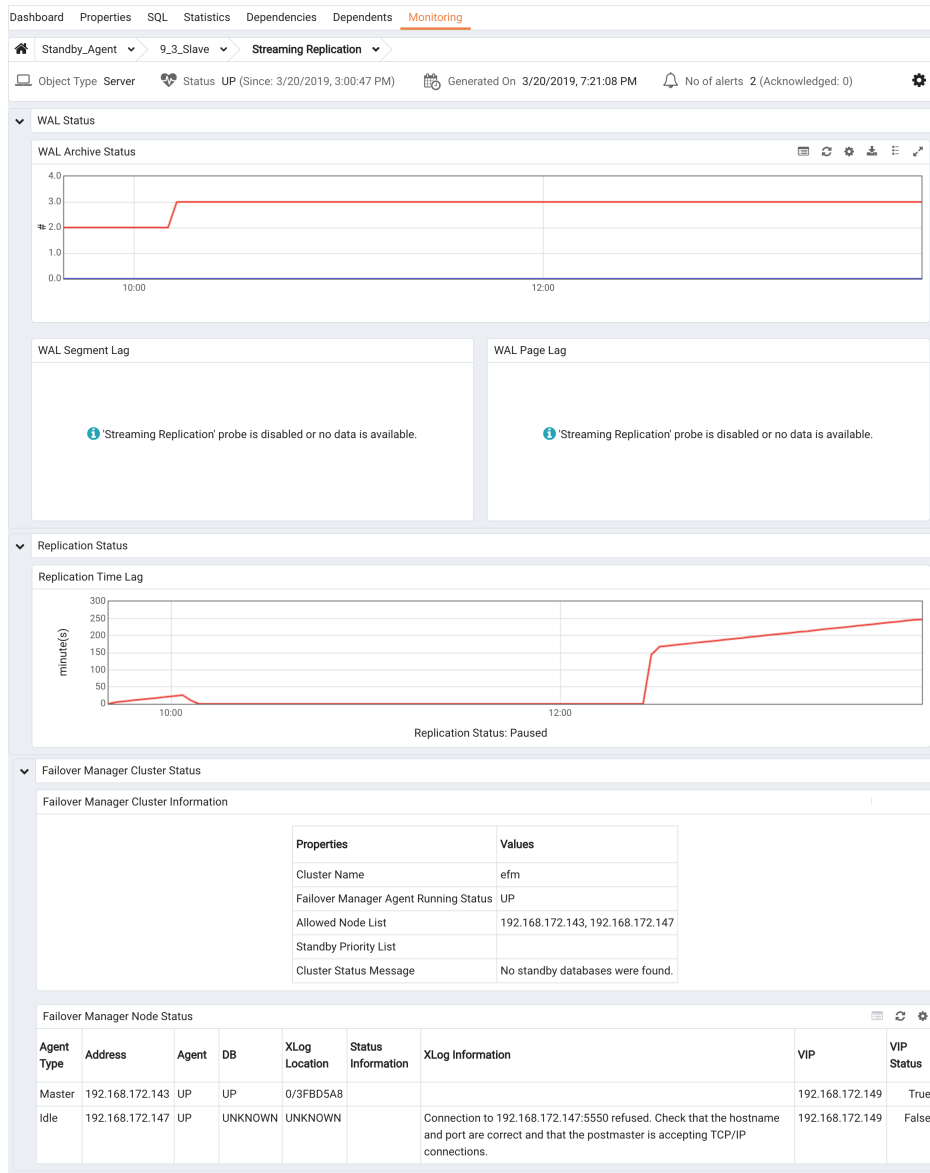 Dashboard Properties SQL Statistics Dependencies Dependents Monitoring
Standby_Agent 9_3_Slave Streaming Replication
Object Type Server Status UP (Since: 3/20/2019, 3:00:47 PM) Generated On 3/20/2019, 7:21:08 PM No of alerts 2 (Acknowledged: 0)
WAL Status
WAL Archive Status
4.0
3.0
# 2.0
1.0
0.0
10:00 12:00
WAL Segment Lag WAL Page Lag
'Streaming Replication' probe is disabled or no data is available. 'Streaming Replication' probe is disabled or no data is available.
Replication Status
Replication Time Lag
300
250
200
minute(s) 150
100
50
0
10:00 12:00
Replication Status: Paused
Failover Manager Cluster Status
Failover Manager Cluster Information
Properties Values
Cluster Name efm
Failover Manager Agent Running Status UP
Allowed Node List 192.168.172.143, 192.168.172.147
Standby Priority List
Cluster Status Message No standby databases were found.
Failover Manager Node Status
Agent Type Address Agent DB XLog Location Status Information XLog Information VIP VIP Status
Master 192.168.172.143 UP UP 0/3FBD5A8 192.168.172.149 True
Idle 192.168.172.147 UP UNKNOWN UNKNOWN Connection to 192.168.172.147:5550 refused. Check that the hostname 192.168.172.149 False
and port are correct and that the postmaster is accepting TCP/IP
connections.